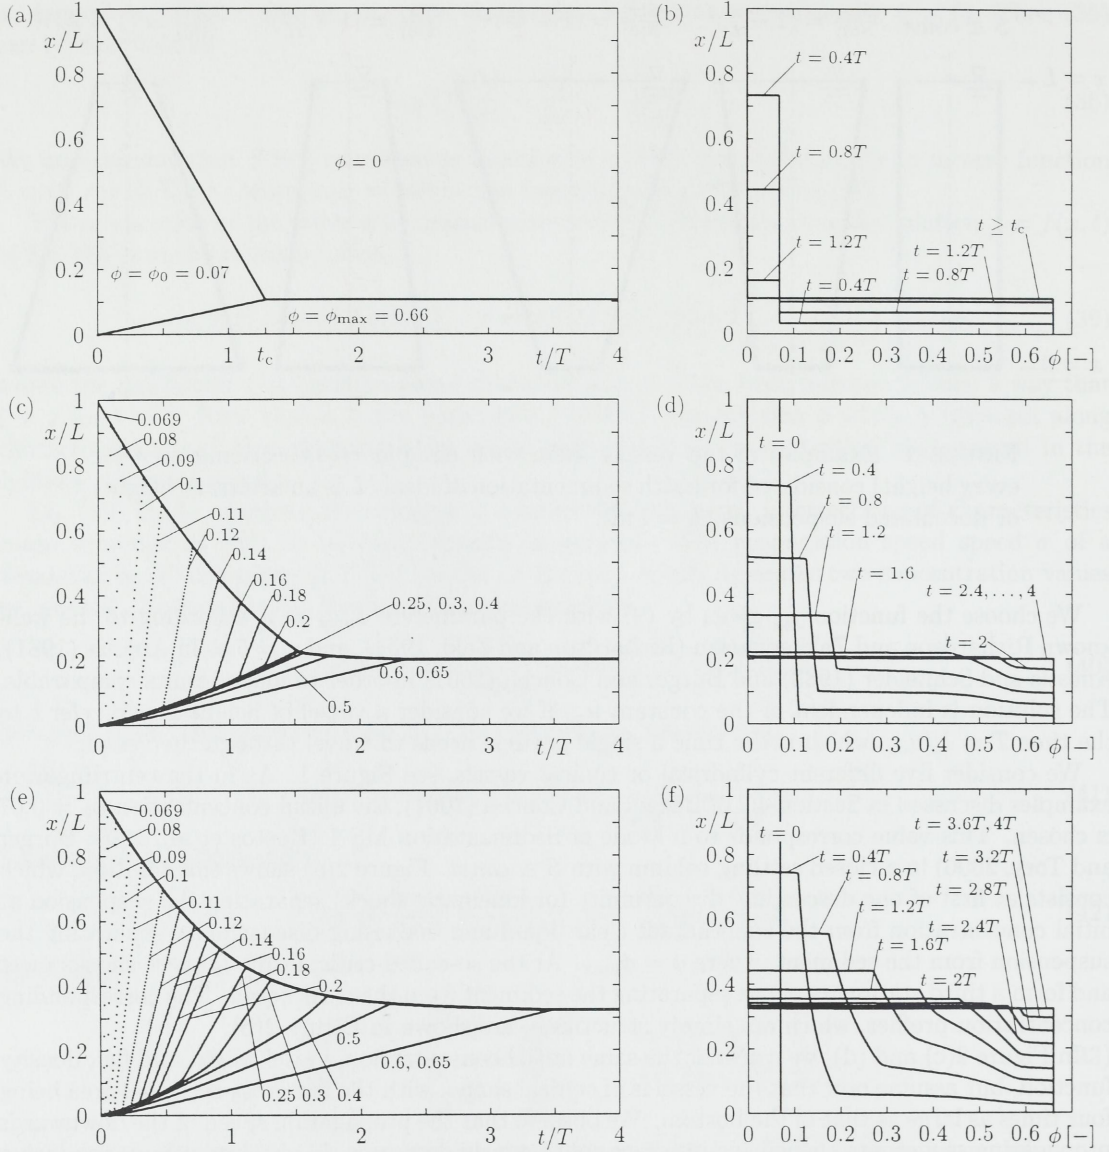 (a)
1
x/L
0.8
0.6
0.4
0.2
0
ϕ = 0
ϕ = ϕ0 = 0.07
ϕ = ϕmax = 0.66
0
1
tc
2
3
t/T
4
(b)
1
x/L
0.8
0.6
0.4
0.2
0
t = 0.4T
t = 0.8T
t = 1.2T
t = 0.4T
t ≥ tc
t = 1.2T
t = 0.8T
0 0.1 0.2 0.3 0.4 0.5 0.6 ϕ[−]
(c)
1
x/L
0.8
0.6
0.4
0.2
0
0.069
0.08
0.09
0.1
0.11
0.12
0.14
0.16
0.18
0.2
0.25, 0.3, 0.4
0.6, 0.65
0.5
0
1
2
3
t/T
4
(d)
1
x/L
0.8
0.6
0.4
0.2
0
t = 0
t = 0.4
t = 0.8
t = 1.2
t = 1.6
t = 2.4, . . . , 4
t = 2
0 0.1 0.2 0.3 0.4 0.5 0.6 ϕ[−]
(e)
1
x/L
0.8
0.6
0.4
0.2
0
0.069
0.08
0.09
0.1
0.11
0.12
0.14
0.16
0.18
0.2
0.5
0.6, 0.65
0.25 0.3 0.4
0
1
2
3
t/T
4
(f)
1
x/L
0.8
0.6
0.4
0.2
0
t = 0
t = 0.4T
t = 0.8T
t = 1.2T
t = 1.6T
t = 3.6T, 4T
t = 3.2T
t = 2.8T
t = 2.4T
t = 2T
0 0.1 0.2 0.3 0.4 0.5 0.6 ϕ[−]